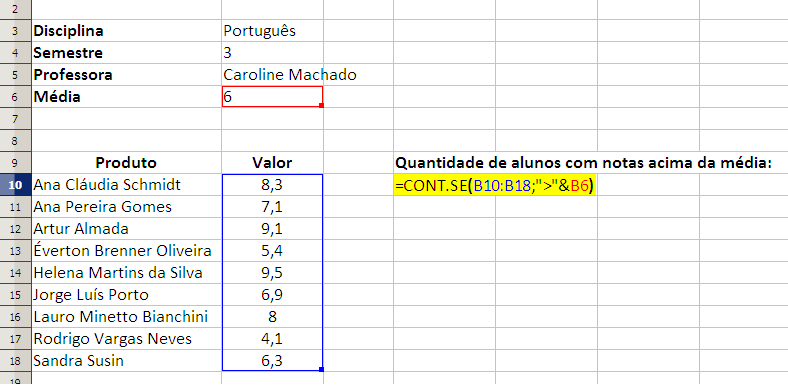 2
3 Disciplina Português
4 Semestre 3
5 Professora Caroline Machado
6 Média 6
7
8
9 Produto Valor Quantidade de alunos com notas acima da média:
10 Ana Cláudia Schmidt 8,3 =CONT.SE(B10:B18;">"&B6)
11 Ana Pereira Gomes 7,1
12 Artur Almada 9,1
13 Éverton Brenner Oliveira 5,4
14 Helena Martins da Silva 9,5
15 Jorge Luís Porto 6,9
16 Lauro Minetto Bianchini 8
17 Rodrigo Vargas Neves 4,1
18 Sandra Susin 6,3
19